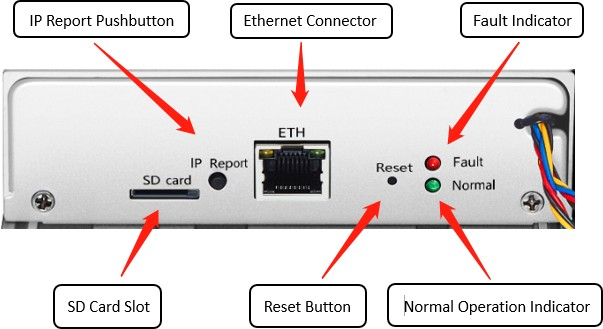 IP Report Pushbutton
Ethernet Connector
Fault Indicator
ETH
IP Report
SD card
Reset
Fault
Normal
SD Card Slot
Reset Button
Normal Operation Indicator